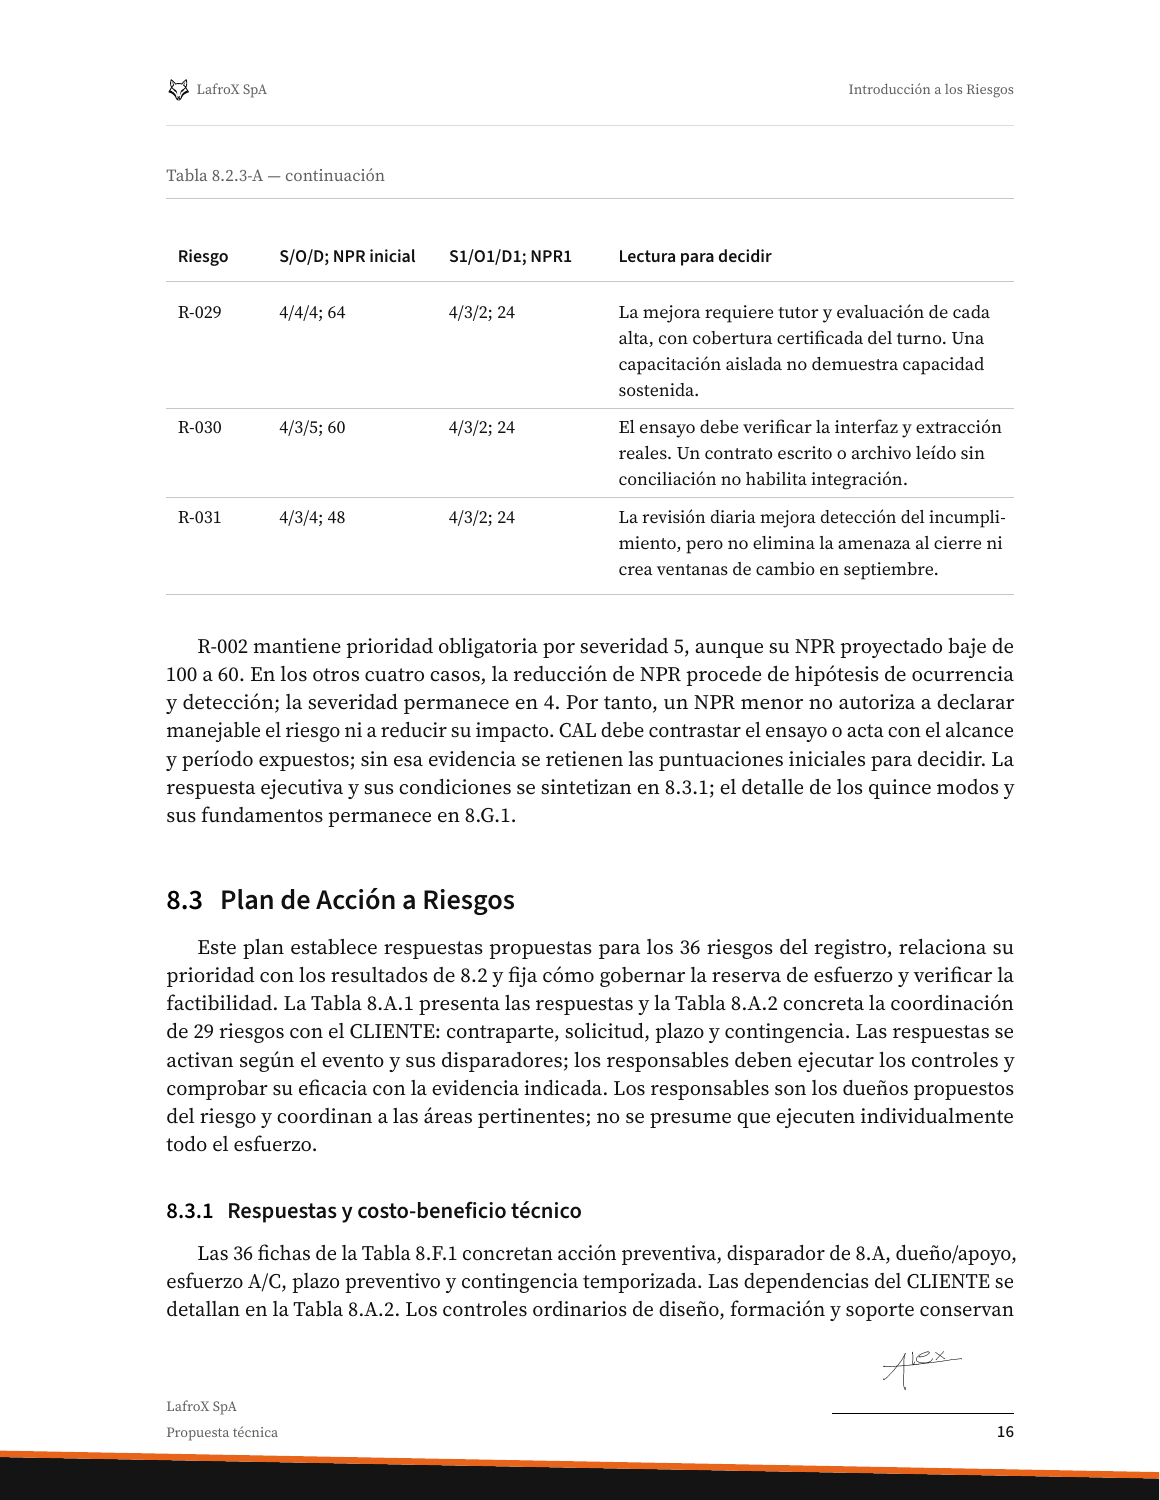 LafroX SpA
Introducción a los Riesgos
Tabla 8.2.3-A — continuación
Riesgo S/O/D; NPR inicial S1/O1/D1; NPR1 Lectura para decidir
R-029 4/4/4; 64 4/3/2; 24 La mejora requiere tutor y evaluación de cada
alta, con cobertura certificada del turno. Una
capacitación aislada no demuestra capacidad
sostenida.
R-030 4/3/5; 60 4/3/2; 24 El ensayo debe verificar la interfaz y extracción
reales. Un contrato escrito o archivo leído sin
conciliación no habilita integración.
R-031 4/3/4; 48 4/3/2; 24 La revisión diaria mejora detección del incumpli-
miento, pero no elimina la amenaza al cierre ni
crea ventanas de cambio en septiembre.
R-002 mantiene prioridad obligatoria por severidad 5, aunque su NPR proyectado baje de
100 a 60. En los otros cuatro casos, la reducción de NPR procede de hipótesis de ocurrencia
y detección; la severidad permanece en 4. Por tanto, un NPR menor no autoriza a declarar
manejable el riesgo ni a reducir su impacto. CAL debe contrastar el ensayo o acta con el alcance
y período expuestos; sin esa evidencia se retienen las puntuaciones iniciales para decidir. La
respuesta ejecutiva y sus condiciones se sintetizan en 8.3.1; el detalle de los quince modos y
sus fundamentos permanece en 8.G.1.
8.3 Plan de Acción a Riesgos
Este plan establece respuestas propuestas para los 36 riesgos del registro, relaciona su
prioridad con los resultados de 8.2 y fija cómo gobernar la reserva de esfuerzo y verificar la
factibilidad. La Tabla 8.A.1 presenta las respuestas y la Tabla 8.A.2 concreta la coordinación
de 29 riesgos con el CLIENTE: contraparte, solicitud, plazo y contingencia. Las respuestas se
activan según el evento y sus disparadores; los responsables deben ejecutar los controles y
comprobar su eficacia con la evidencia indicada. Los responsables son los dueños propuestos
del riesgo y coordinan a las áreas pertinentes; no se presume que ejecuten individualmente
todo el esfuerzo.
8.3.1 Respuestas y costo-beneficio técnico
Las 36 fichas de la Tabla 8.F.1 concretan acción preventiva, disparador de 8.A, dueño/apoyo,
esfuerzo A/C, plazo preventivo y contingencia temporizada. Las dependencias del CLIENTE se
detallan en la Tabla 8.A.2. Los controles ordinarios de diseño, formación y soporte conservan
Alex
LafroX SpA
Propuesta técnica
16